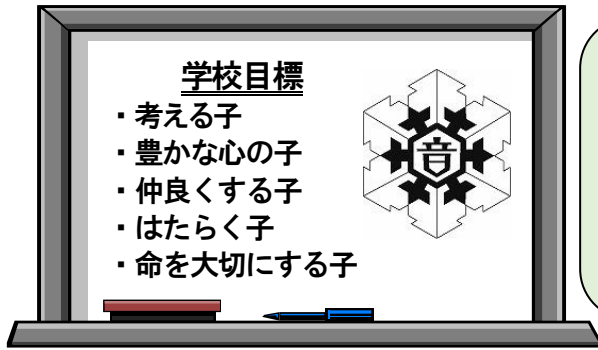 学校目標
・考える子
・豊かな心の子
・仲良くする子
・はたらく子
・命を大切にする子
音